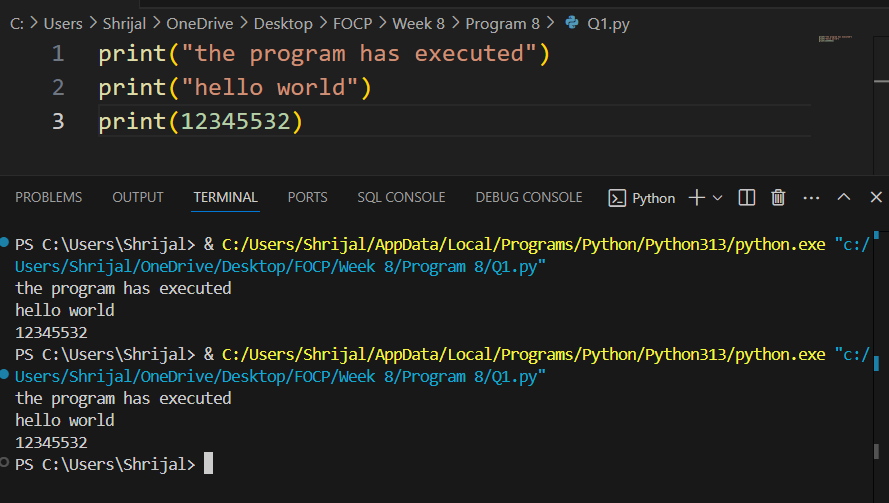 C: > Users > Shrijal > OneDrive > Desktop > FOCP > Week 8 > Program 8 > Q1.py
1 print("the program has executed")
2 print("hello world")
3 print(12345532)
PROBLEMS OUTPUT TERMINAL PORTS SQL CONSOLE DEBUG CONSOLE Python
PS C:\Users\Shrijal> & C:/Users/Shrijal/AppData/Local/Programs/Python/Python313/python.exe "c:/
Users/Shrijal/OneDrive/Desktop/FOCP/Week 8/Program 8/Q1.py"
the program has executed
hello world
12345532
PS C:\Users\Shrijal> & C:/Users/Shrijal/AppData/Local/Programs/Python/Python313/python.exe "c:/
Users/Shrijal/OneDrive/Desktop/FOCP/Week 8/Program 8/Q1.py"
the program has executed
hello world
12345532
PS C:\Users\Shrijal>